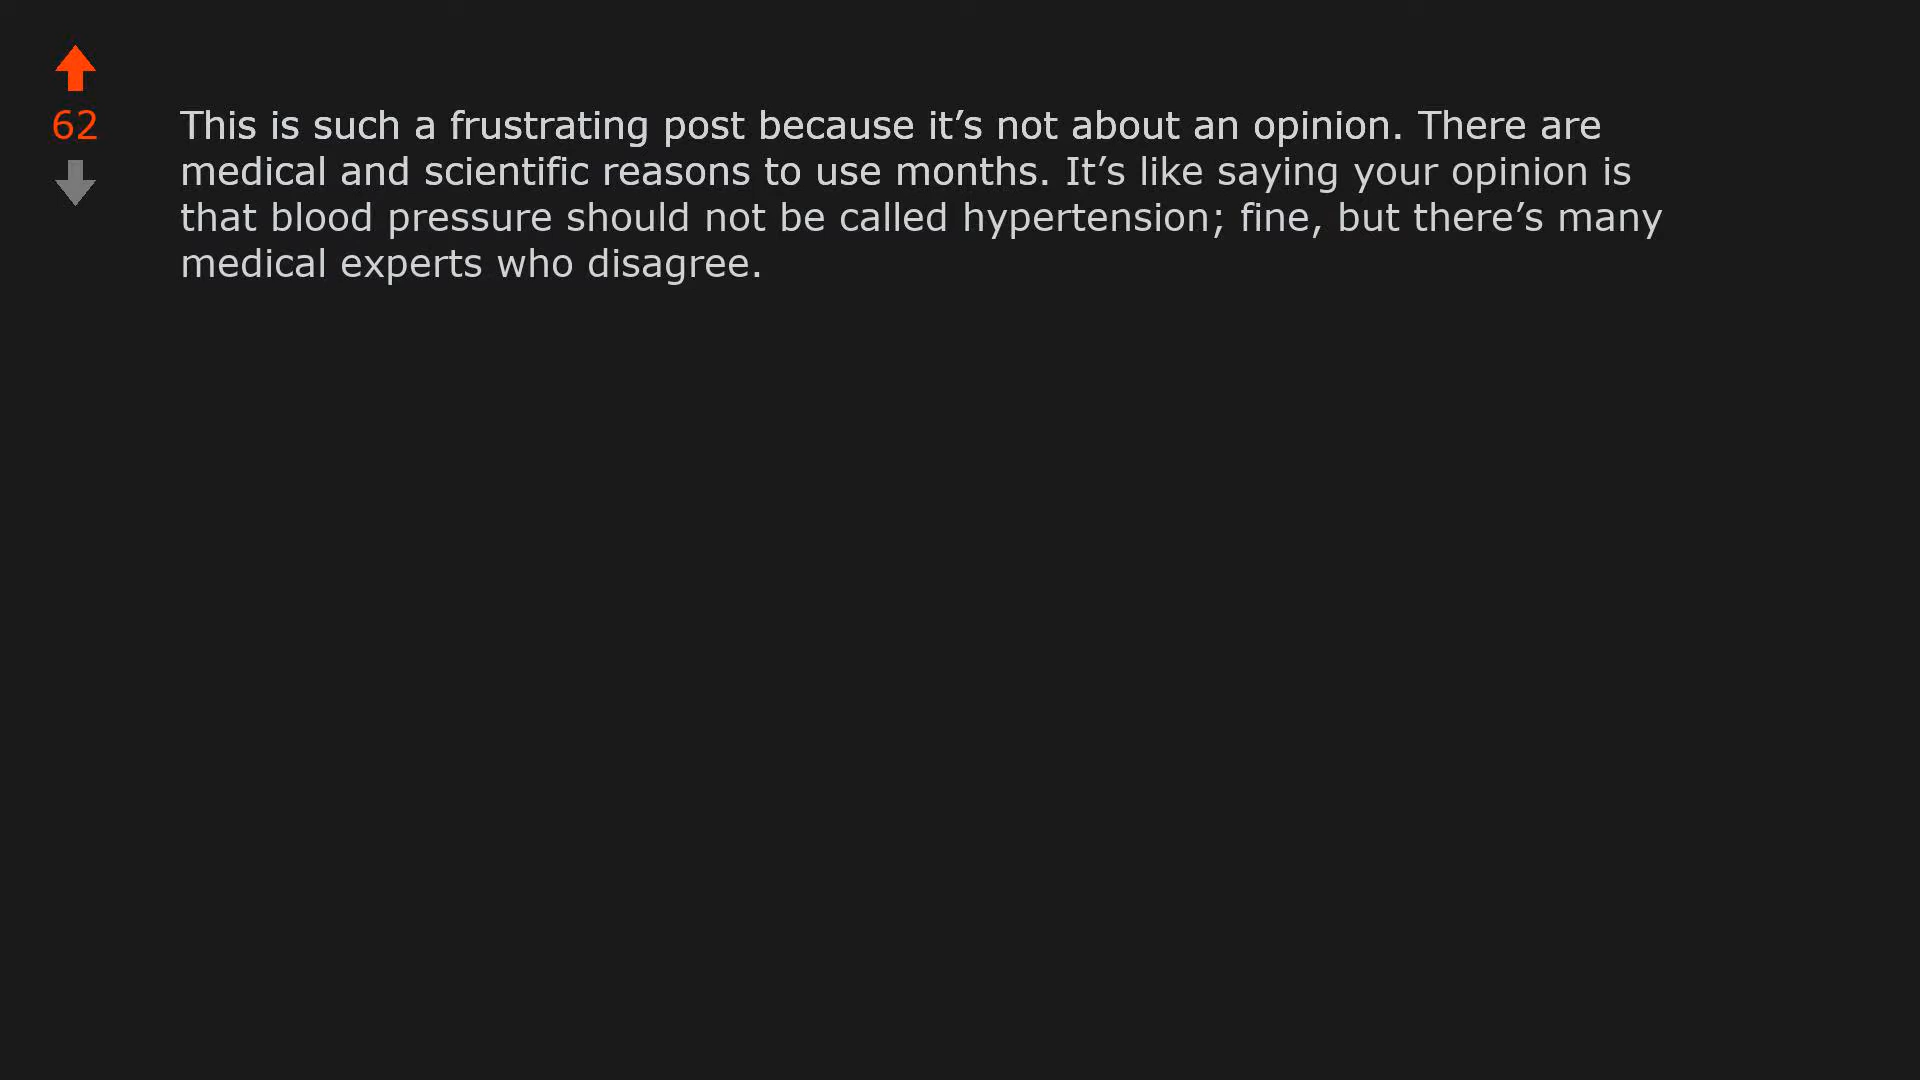 62
This is such a frustrating post because it’s not about an opinion. There are
medical and scientific reasons to use months. It’s like saying your opinion is
that blood pressure should not be called hypertension; fine, but there’s many
medical experts who disagree.